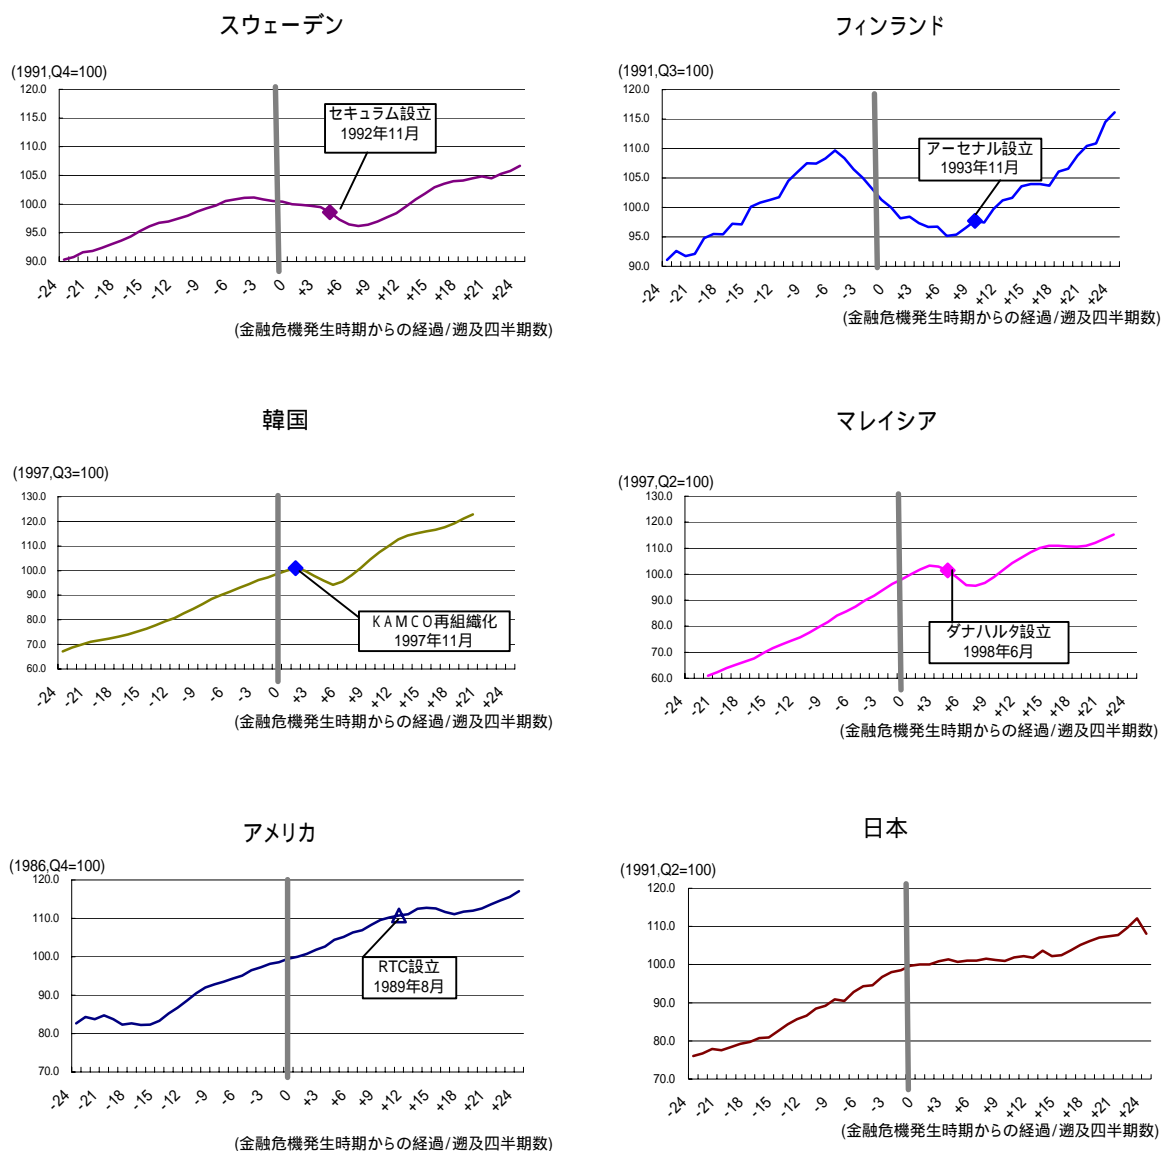 スウェーデン
(1991,Q4=100)
120.0
115.0
110.0
105.0
100.0
95.0
90.0
セキュラム設立
1992年11月
-24 -21 -18 -15 -12 -9 -6 -3 0 +3 +6 +9 +12 +15 +18 +21 +24
(金融危機発生時期からの経過/遡及四半期数)
フィンランド
(1991,Q3=100)
120.0
115.0
110.0
105.0
100.0
95.0
90.0
アーセナル設立
1993年11月
-24 -21 -18 -15 -12 -9 -6 -3 0 +3 +6 +9 +12 +15 +18 +21 +24
(金融危機発生時期からの経過/遡及四半期数)
韓国
(1997,Q3=100)
130.0
120.0
110.0
100.0
90.0
80.0
70.0
60.0
ＫＡＭＣＯ再組織化
1997年11月
-24 -21 -18 -15 -12 -9 -6 -3 0 +3 +6 +9 +12 +15 +18 +21 +24
(金融危機発生時期からの経過/遡及四半期数)
マレイシア
(1997,Q2=100)
130.0
120.0
110.0
100.0
90.0
80.0
70.0
60.0
ダナハルタ設立
1998年6月
-24 -21 -18 -15 -12 -9 -6 -3 0 +3 +6 +9 +12 +15 +18 +21 +24
(金融危機発生時期からの経過/遡及四半期数)
アメリカ
(1986,Q4=100)
120.0
110.0
100.0
90.0
80.0
70.0
RTC設立
1989年8月
-24 -21 -18 -15 -12 -9 -6 -3 0 +3 +6 +9 +12 +15 +18 +21 +24
(金融危機発生時期からの経過/遡及四半期数)
日本
(1991,Q2=100)
120.0
110.0
100.0
90.0
80.0
70.0
-24 -21 -18 -15 -12 -9 -6 -3 0 +3 +6 +9 +12 +15 +18 +21 +24
(金融危機発生時期からの経過/遡及四半期数)